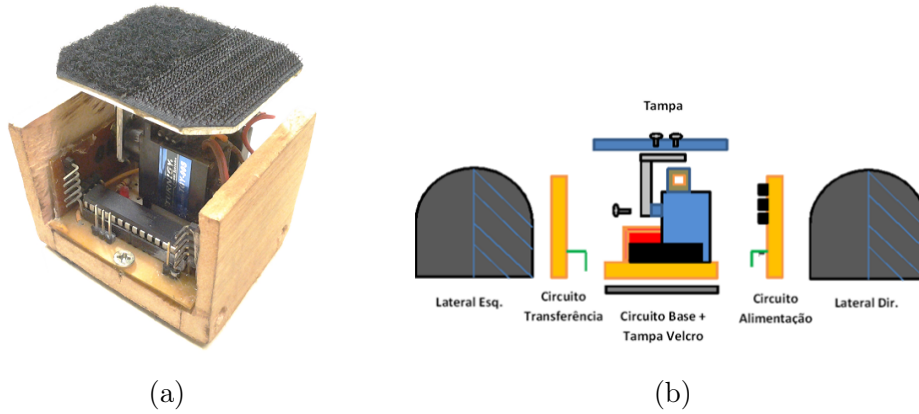 Tampa
Lateral Esq.
Circuito
Transferência
Circuito Base +
Tampa Velcro
Circuito
Alimentação
Lateral Dir.
(a)
(b)